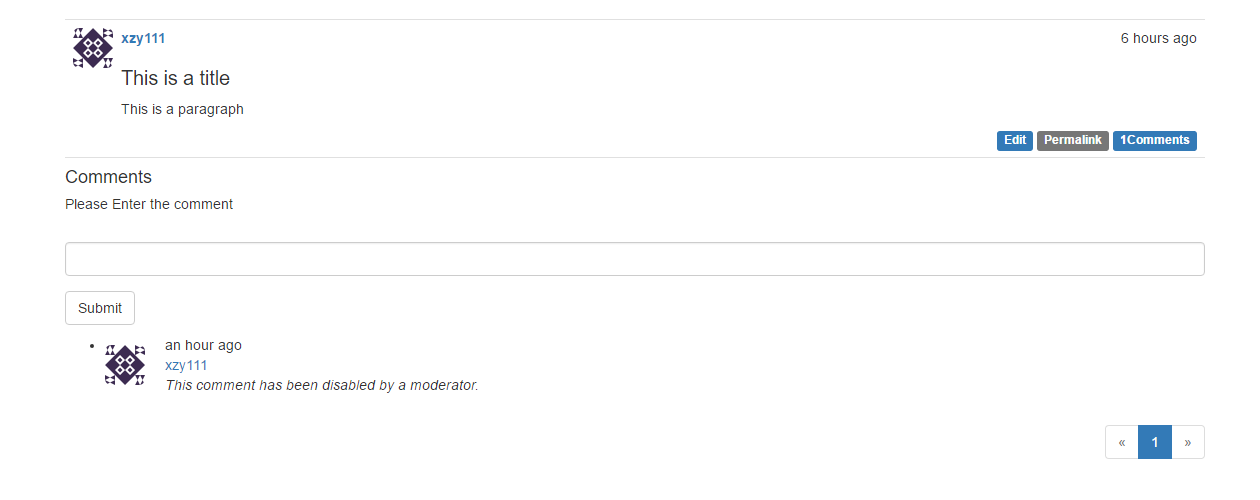 xzy111 6 hours ago
This is a title
This is a paragraph
Edit Permalink 1Comments
Comments
Please Enter the comment
Submit
an hour ago
xzy111
This comment has been disabled by a moderator.
« 1 »